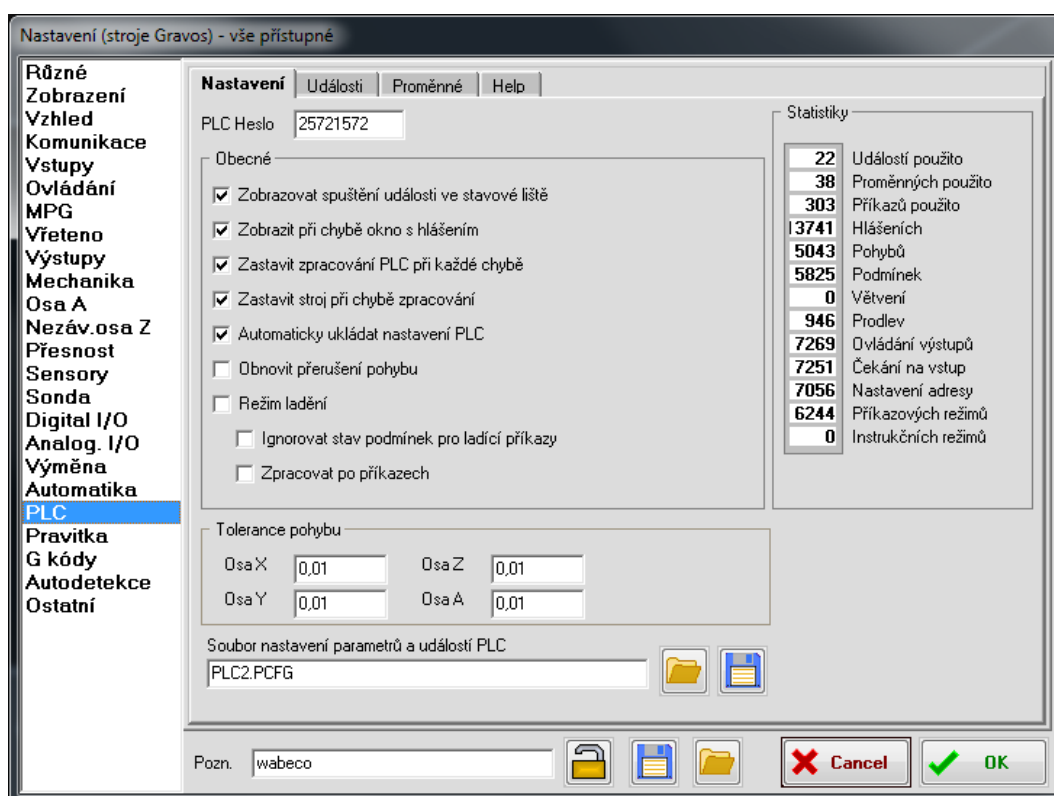 Nastavení (stroje Gravos) - vše přístupné
Různé
Zobrazení
Vzhled
Komunikace
Vstupy
Ovládání
MPG
Vřeteno
Výstupy
Mechanika
Osa A
Nezáv.osa Z
Přesnost
Sensory
Sonda
Digital I/O
Analog. I/O
Výměna
Automatika
PLC
Pravitka
G kódy
Autodetekce
Ostatní
Nastavení Události Proměnné Help
PLC Heslo 25721572
Obecné
Zobrazovat spuštění události ve stavové liště
Zobrazit při chybě okno s hlášením
Zastavit zpracování PLC při každé chybě
Zastavit stroj při chybě zpracování
Automaticky ukládat nastavení PLC
Obnovit přerušení pohybu
Režim ladění
Ignorovat stav podmínek pro ladící příkazy
Zpracovat po příkazech
Statistiky
22 Událostí použito
38 Proměnných použito
303 Příkazů použito
13741 Hlášeních
5043 Pohybů
5825 Podmínek
0 Větvení
946 Prodlev
7269 Ovládání výstupů
7251 Čekání na vstup
7056 Nastavení adresy
6244 Příkazových režimů
0 Instrukčních režimů
Tolerance pohybu
Osa X 0,01 Osa Z 0,01
Osa Y 0,01 Osa A 0,01
Soubor nastavení parametrů a událostí PLC
PLC2.PCFG
Pozn. wabeco Cancel OK